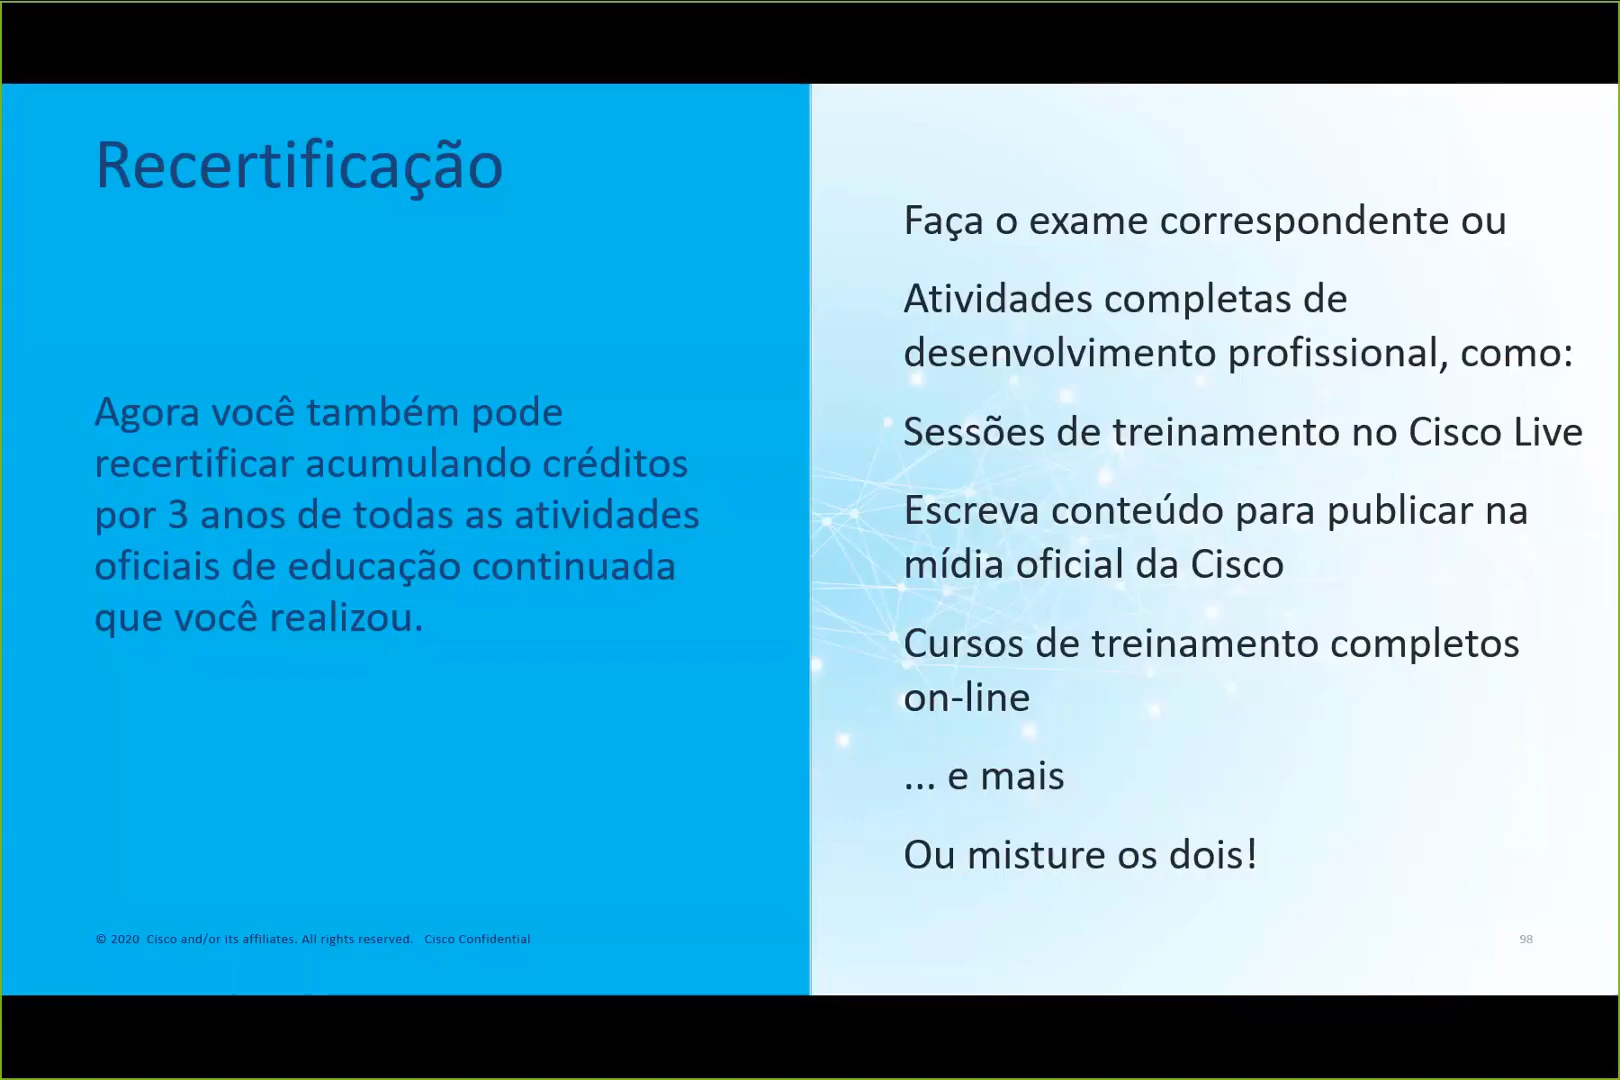 Recertificação
Agora você também pode
recertificar acumulando créditos
por 3 anos de todas as atividades
oficiais de educação continuada
que você realizou.
© 2020 Cisco and/or its affiliates. All rights reserved. Cisco Confidential
Faça o exame correspondente ou
Atividades completas de
desenvolvimento profissional, como:
Sessões de treinamento no Cisco Live
Escreva conteúdo para publicar na
mídia oficial da Cisco
Cursos de treinamento completos
on-line
... e mais
Ou misture os dois!
98